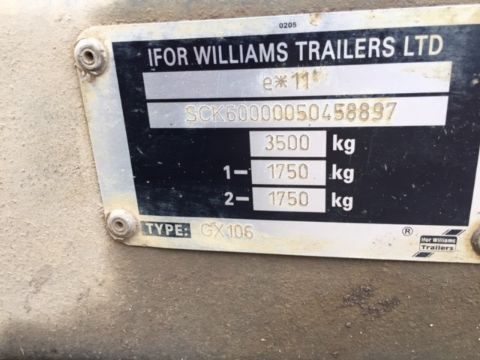 0205
IFOR WILLIAMS TRAILERS LTD
e*11*
SCK60000050458897
3500 kg
1- 1750 kg
2- 1750 kg
TYPE: GX106 ®
Ifor Williams
Trailers